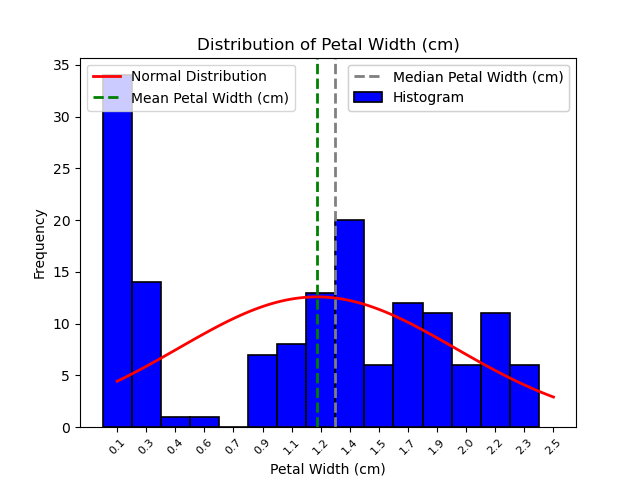 Distribution of Petal Width (cm)
Normal Distribution
Mean Petal Width (cm)
Median Petal Width (cm)
Histogram
Frequency
35
30
25
20
15
10
5
0
0.1 0.3 0.4 0.6 0.7 0.9 1.1 1.2 1.4 1.5 1.7 1.9 2.0 2.2 2.3 2.5
Petal Width (cm)